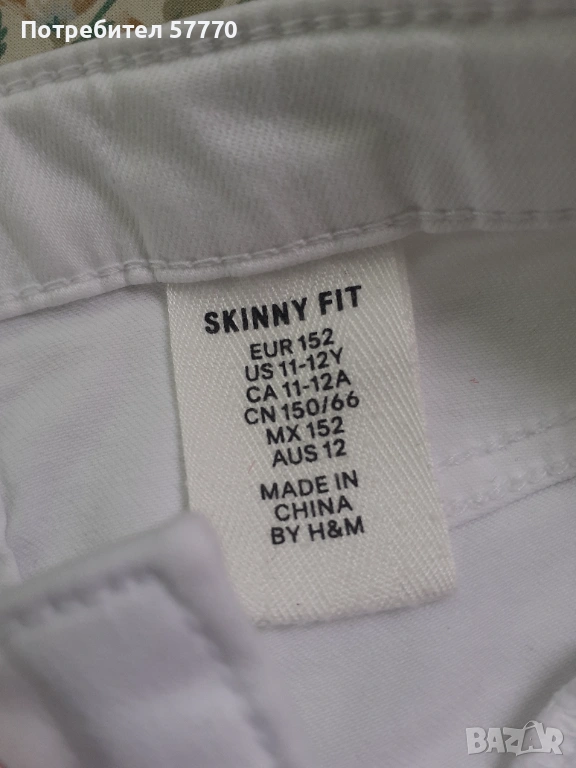 Потребител 57770
SKINNY FIT
EUR 152
US 11-12Y
CA 11-12A
CN 150/66
MX 152
AUS 12
MADE IN
CHINA
BY H&M
BAZAR